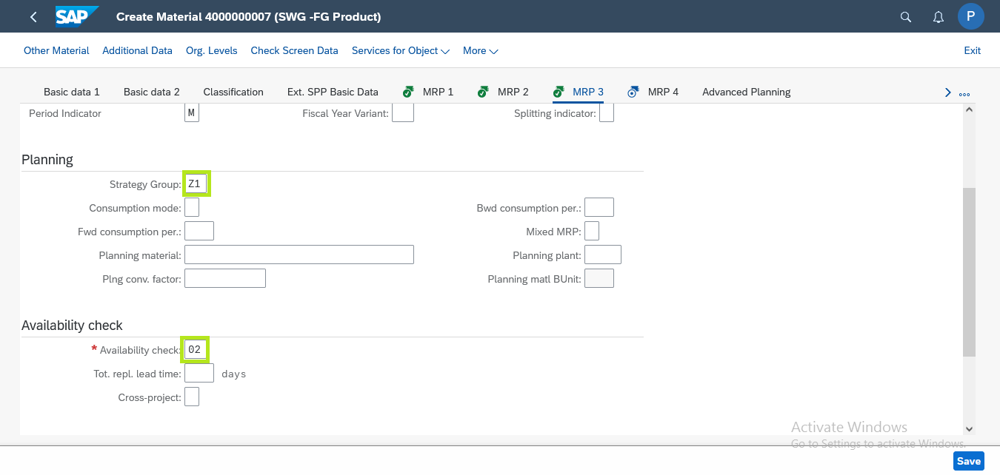 SAP Create Material 4000000007 (SWG -FG Product) P
Other Material Additional Data Org. Levels Check Screen Data Services for Object More Exit
Basic data 1 Basic data 2 Classification Ext. SPP Basic Data MRP 1 MRP 2 MRP 3 MRP 4 Advanced Planning
Period Indicator M Fiscal Year Variant: Splitting indicator:
Planning
Strategy Group: Z1
Consumption mode: Bwd consumption per.:
Fwd consumption per.: Mixed MRP:
Planning material: Planning plant:
Plng conv. factor: Planning matl BUnit:
Availability check
* Availability check: 02
Tot. repl. lead time: days
Cross-project:
Activate Windows
Go to Settings to activate Windows.
Save